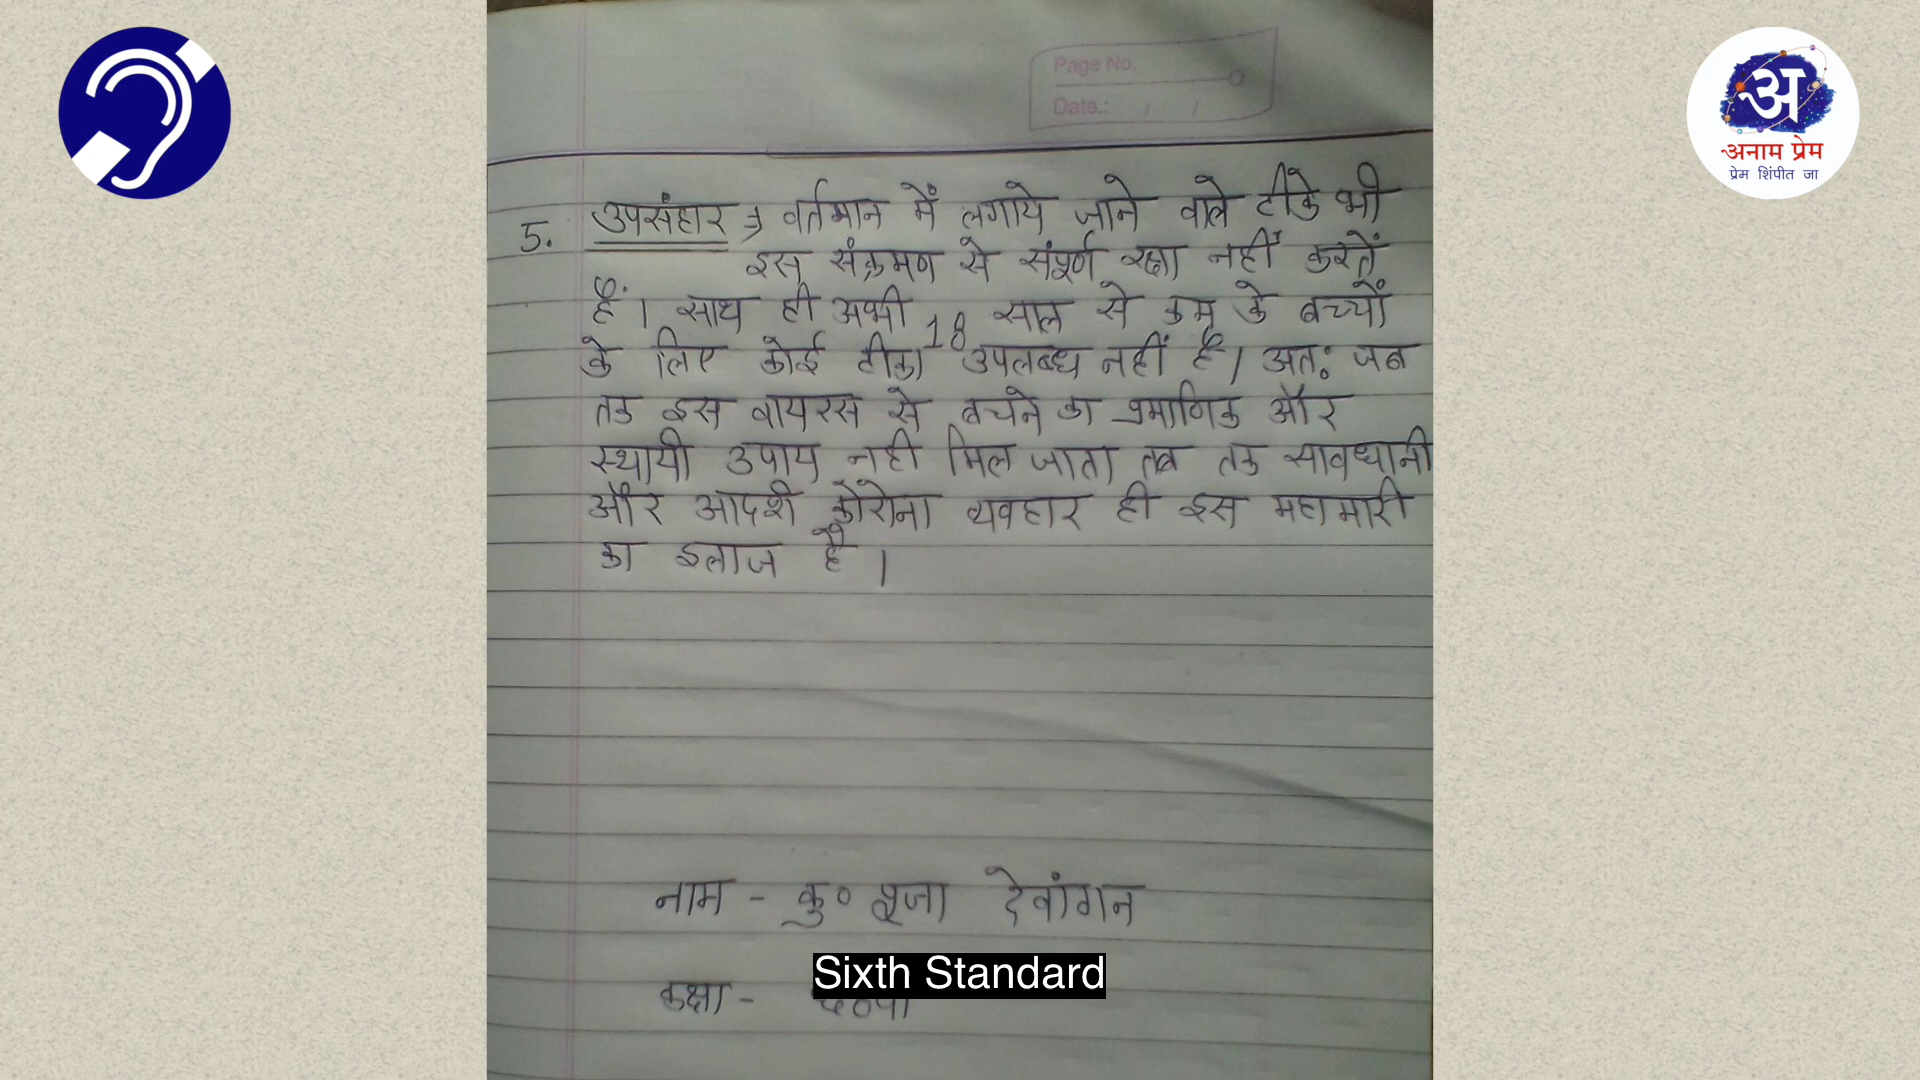 Page No.
Date.: / /
5. उपसंहार ⇒ वर्तमान में लगाये जाने वाले टीके भी
इस संक्रमण से संपूर्ण रक्षा नहीं करतें
हैं। साथ ही अभी 18 साल से कम के बच्चों
के लिए कोई टीका उपलब्ध नहीं है। अतः जब
तक इस वायरस से बचने का प्रमाणिक और
स्थायी उपाय नही मिल जाता तब तक सावधानी
और आदर्श कोरोना व्यवहार ही इस महामारी
का इलाज है।
नाम - कु० पूजा देवांगन
Sixth Standard
कक्षा -
अ
अनाम प्रेम
प्रेम शिंपीत जा